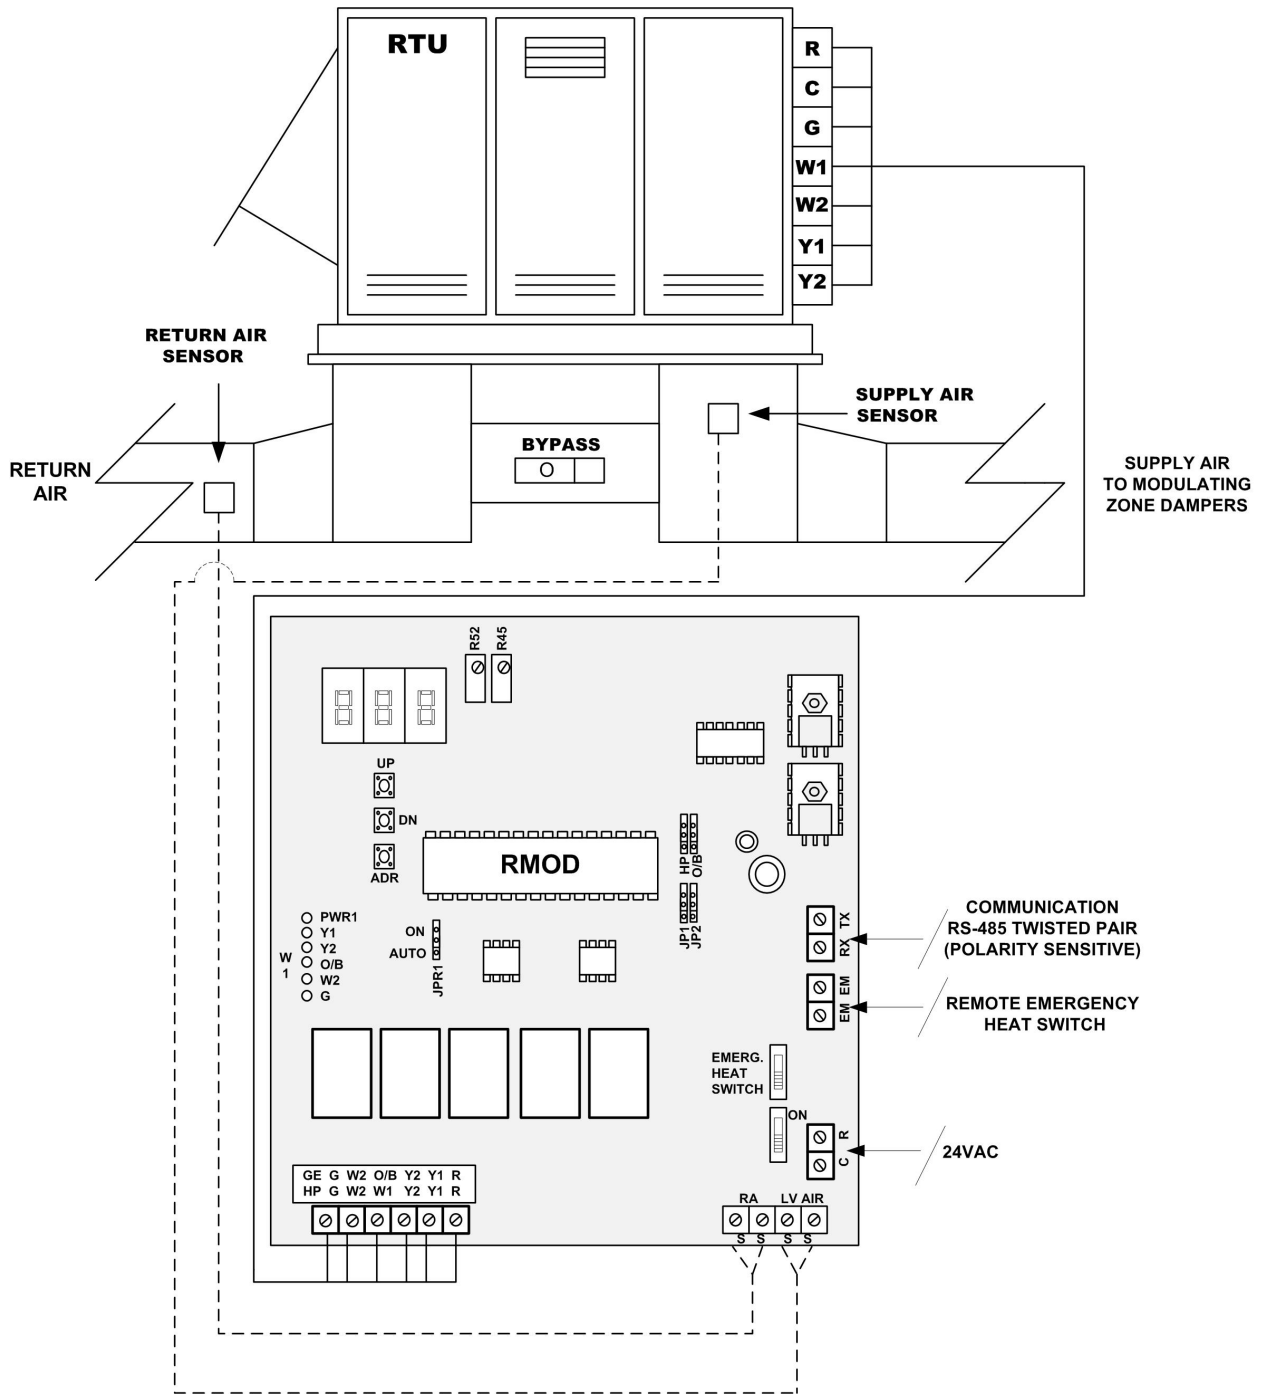 RTU
R
C
G
W1
W2
Y1
Y2
RETURN AIR
SENSOR
SUPPLY AIR
SENSOR
BYPASS
RETURN
AIR
SUPPLY AIR
TO MODULATING
ZONE DAMPERS
R52
R45
UP
DN
ADR
RMOD
HP
O/B
JP1
JP2
PWR1
Y1
Y2
O/B
W2
G
W
1
ON
AUTO
JPR1
TX
RX
COMMUNICATION
RS-485 TWISTED PAIR
(POLARITY SENSITIVE)
EM
EM
REMOTE EMERGENCY
HEAT SWITCH
EMERG.
HEAT
SWITCH
ON
R
C
24VAC
GE G W2 O/B Y2 Y1 R
HP G W2 W1 Y2 Y1 R
RA LV AIR
S S S S